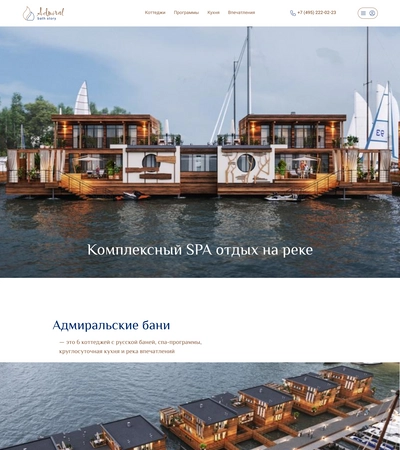 Admiral
bath story
Коттеджи
Программы
Кухня
Впечатления
+7 (495) 222-02-23
Комплексный SPA отдых на реке
Адмиральские бани
— это 6 коттеджей с русской баней, спа-программы,
круглосуточная кухня и река впечатлений